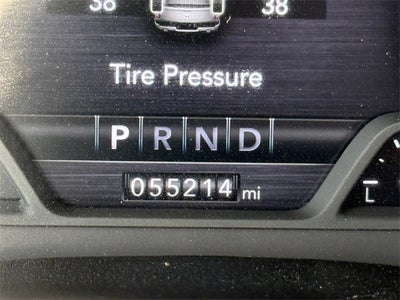 38 38
Tire Pressure
P R N D
055214 mi
L